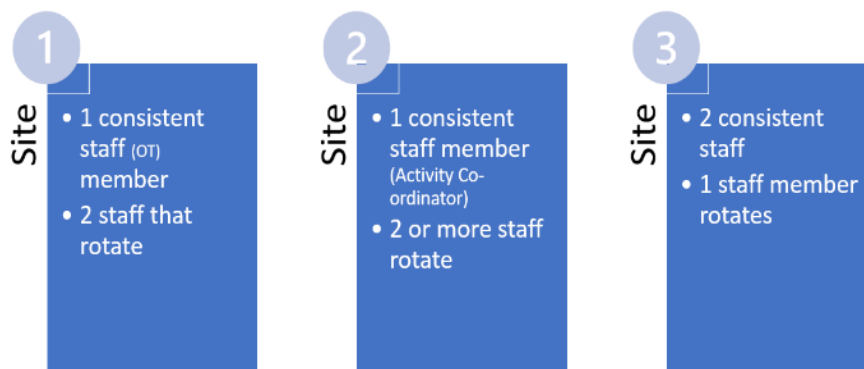 1
Site
• 1 consistent
staff (OT)
member
• 2 staff that
rotate
2
Site
• 1 consistent
staff member
(Activity Co-
ordinator)
• 2 or more staff
rotate
3
Site
• 2 consistent
staff
• 1 staff member
rotates